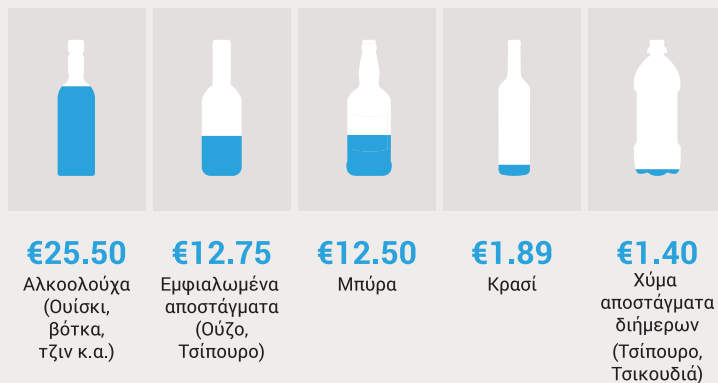 €25.50
Αλκοολούχα
(Ουίσκι,
βότκα,
τζιν κ.α.)
€12.75
Εμφιαλωμένα
αποστάγματα
(Ούζο,
Τσίπουρο)
€12.50
Μπύρα
€1.89
Κρασί
€1.40
Χύμα
αποστάγματα
διήμερων
(Τσίπουρο,
Τσικουδιά)